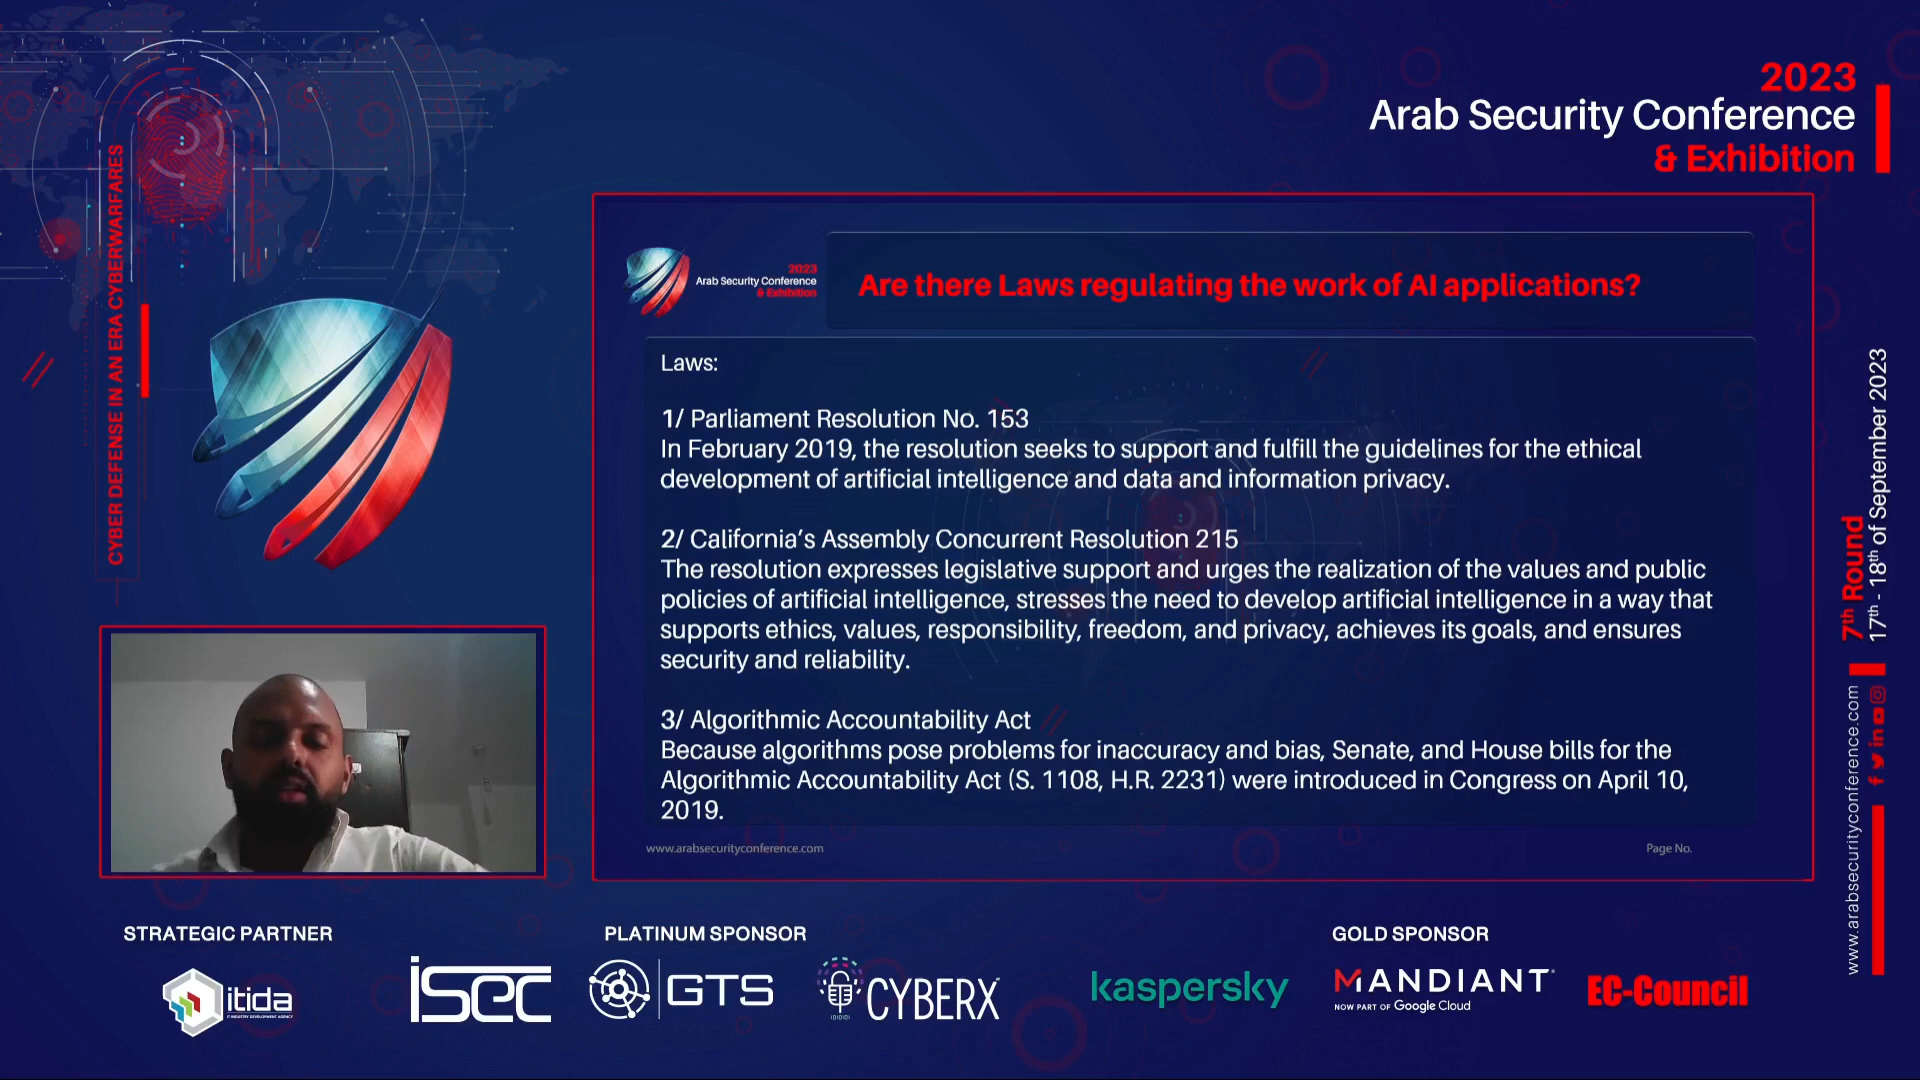 2023
Arab Security Conference
& Exhibition
CYBER DEFENSE IN AN ERA CYBERWARFARES
2023
Arab Security Conference
& Exhibition
Are there Laws regulating the work of AI applications?
Laws:
1/ Parliament Resolution No. 153
In February 2019, the resolution seeks to support and fulfill the guidelines for the ethical
development of artificial intelligence and data and information privacy.
2/ California's Assembly Concurrent Resolution 215
The resolution expresses legislative support and urges the realization of the values and public
policies of artificial intelligence, stresses the need to develop artificial intelligence in a way that
supports ethics, values, responsibility, freedom, and privacy, achieves its goals, and ensures
security and reliability.
3/ Algorithmic Accountability Act
Because algorithms pose problems for inaccuracy and bias, Senate, and House bills for the
Algorithmic Accountability Act (S. 1108, H.R. 2231) were introduced in Congress on April 10,
2019.
www.arabsecurityconference.com
Page No.
7th Round
17th - 18th of September 2023
www.arabsecurityconference.com
STRATEGIC PARTNER
PLATINUM SPONSOR
GOLD SPONSOR
itida
IT INDUSTRY DEVELOPMENT AGENCY
isec
GTS
CYBERX
kaspersky
MANDIANT
NOW PART OF Google Cloud
EC-Council